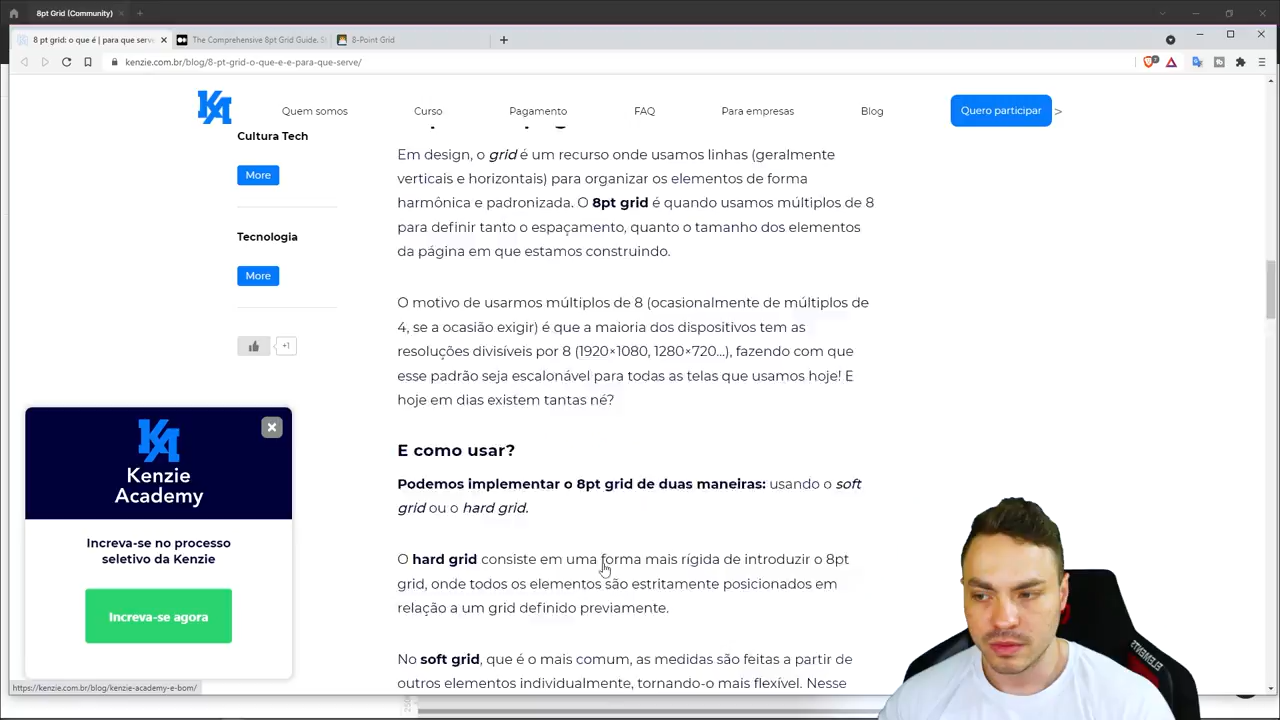 8pt Grid (Community)
8 pt grid: o que é | para que serv
The Comprehensive 8pt Grid Guide. St
8-Point Grid
kenzie.com.br/blog/8-pt-grid-o-que-e-e-para-que-serve/
KA
Quem somos
Curso
Pagamento
FAQ
Para empresas
Blog
Quero participar
>
Cultura Tech
More
Tecnologia
More
+1
Em design, o grid é um recurso onde usamos linhas (geralmente
verticais e horizontais) para organizar os elementos de forma
harmônica e padronizada. O 8pt grid é quando usamos múltiplos de 8
para definir tanto o espaçamento, quanto o tamanho dos elementos
da página em que estamos construindo.
O motivo de usarmos múltiplos de 8 (ocasionalmente de múltiplos de
4, se a ocasião exigir) é que a maioria dos dispositivos tem as
resoluções divisíveis por 8 (1920×1080, 1280×720…), fazendo com que
esse padrão seja escalonável para todas as telas que usamos hoje! E
hoje em dias existem tantas né?
E como usar?
Podemos implementar o 8pt grid de duas maneiras: usando o soft
grid ou o hard grid.
O hard grid consiste em uma forma mais rígida de introduzir o 8pt
grid, onde todos os elementos são estritamente posicionados em
relação a um grid definido previamente.
No soft grid, que é o mais comum, as medidas são feitas a partir de
outros elementos individualmente, tornando-o mais flexível. Nesse
KA
Kenzie
Academy
Increva-se no processo
seletivo da Kenzie
Increva-se agora
https://kenzie.com.br/blog/kenzie-academy-e-bom/
ELEMENTS